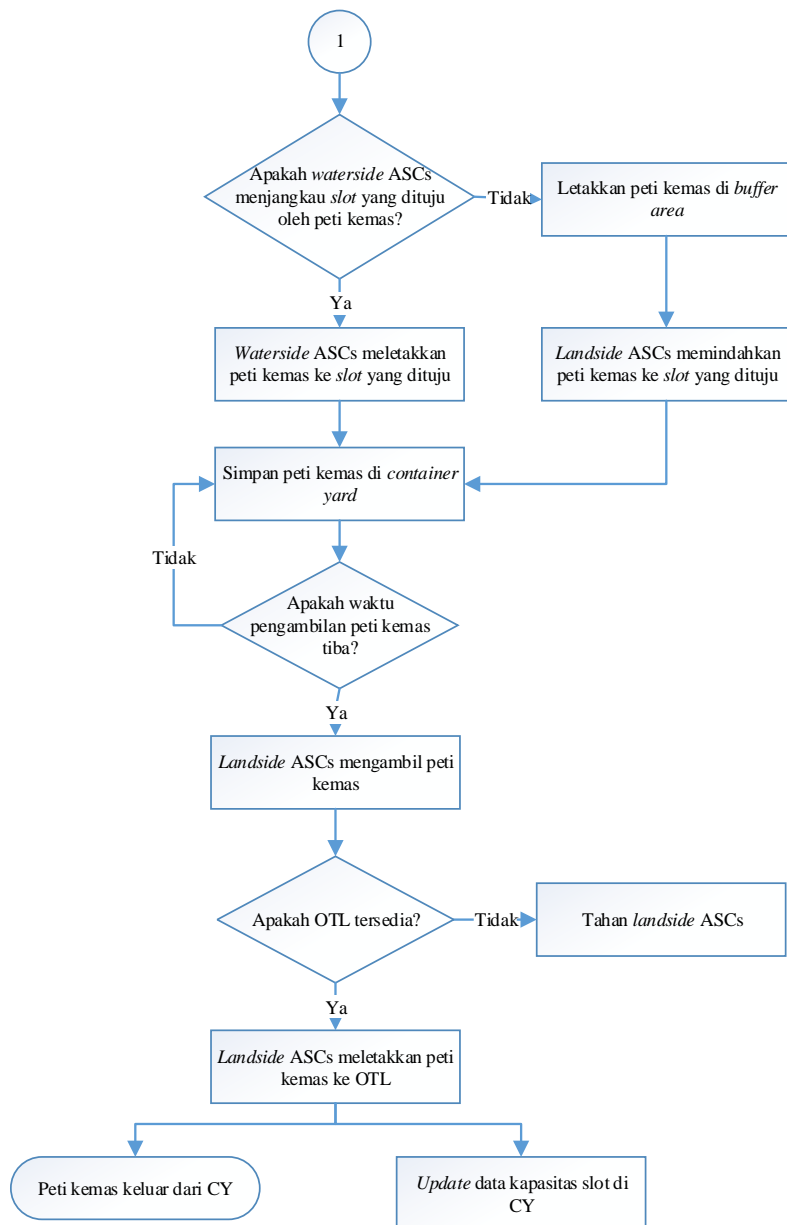 1
Apakah waterside ASCs
menjangkau slot yang dituju
oleh peti kemas?
Tidak
Letakkan peti kemas di buffer
area
Ya
Waterside ASCs meletakkan
peti kemas ke slot yang dituju
Landside ASCs memindahkan
peti kemas ke slot yang dituju
Simpan peti kemas di container
yard
Tidak
Apakah waktu
pengambilan peti kemas
tiba?
Ya
Landside ASCs mengambil peti
kemas
Apakah OTL tersedia?
Tidak
Tahan landside ASCs
Ya
Landside ASCs meletakkan peti
kemas ke OTL
Peti kemas keluar dari CY
Update data kapasitas slot di
CY